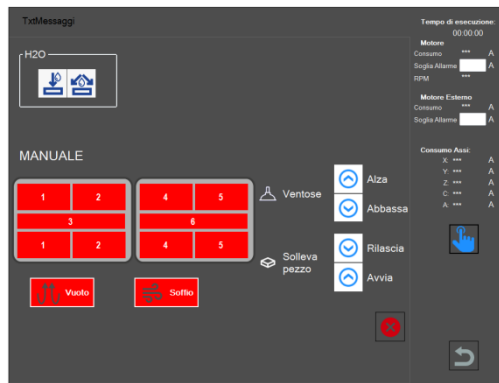 TxtMessaggi
H2O
MANUALE
1 2
3
1 2
4 5
6
4 5
Vuoto
Soffio
Ventose
Alza
Abbassa
Solleva
pezzo
Rilascia
Avvia
Tempo di esecuzione:
00:00:00
Motore
Consumo *** A
Soglia Allarme A
RPM ***
Motore Esterno
Consumo *** A
Soglia Allarme A
Consumo Assi:
X: *** A
Y: *** A
Z: *** A
C: *** A
A: *** A